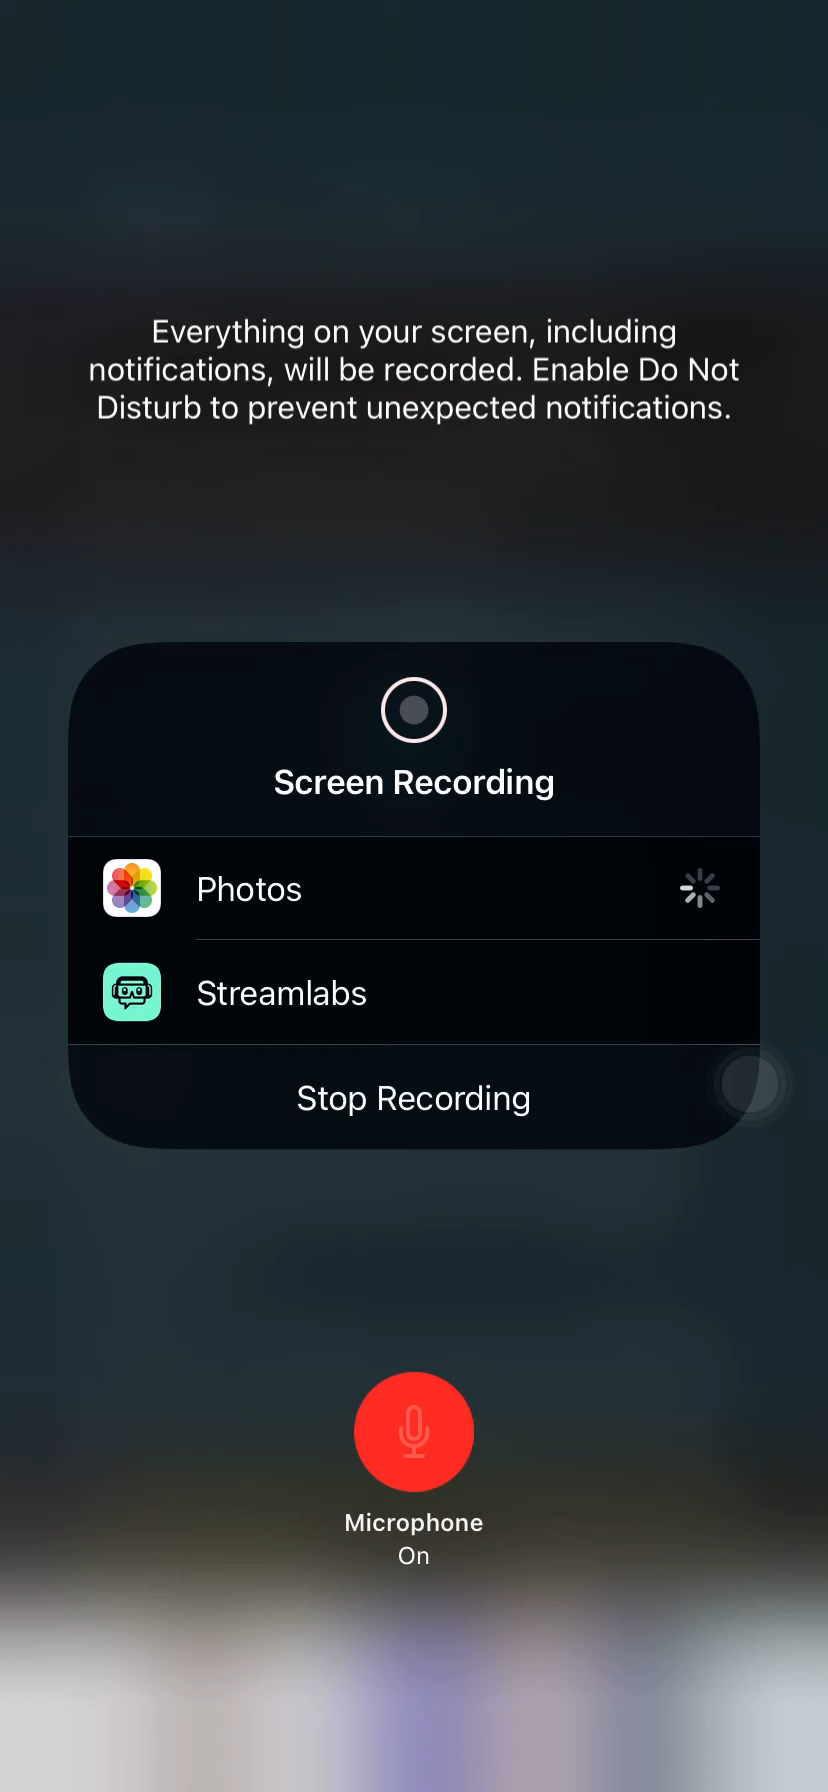 Everything on your screen, including
notifications, will be recorded. Enable Do Not
Disturb to prevent unexpected notifications.
Screen Recording
Photos
Streamlabs
Stop Recording
Microphone
On